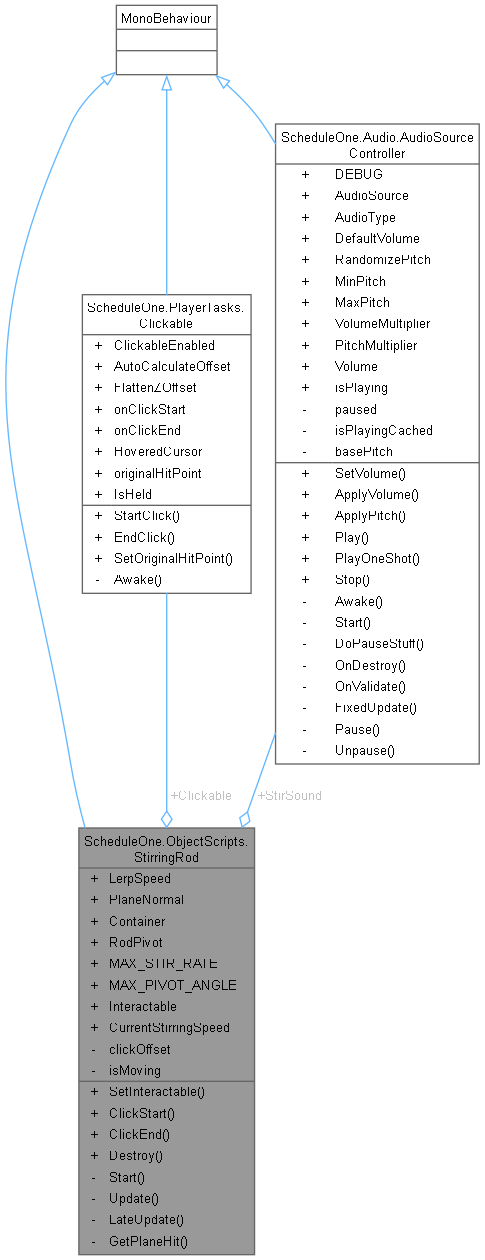 MonoBehaviour
ScheduleOne.Audio.AudioSource
Controller
+ DEBUG
+ AudioSource
+ AudioType
+ DefaultVolume
+ RandomizePitch
+ MinPitch
+ MaxPitch
+ VolumeMultiplier
+ PitchMultiplier
+ Volume
+ isPlaying
- paused
- isPlayingCached
- basePitch
+ SetVolume()
+ ApplyVolume()
+ ApplyPitch()
+ Play()
+ PlayOneShot()
+ Stop()
- Awake()
- Start()
- DoPauseStuff()
- OnDestroy()
- OnValidate()
- FixedUpdate()
- Pause()
- Unpause()
ScheduleOne.PlayerTasks.
Clickable
+ ClickableEnabled
+ AutoCalculateOffset
+ FlattenZOffset
+ onClickStart
+ onClickEnd
+ HoveredCursor
+ originalHitPoint
+ IsHeld
+ StartClick()
+ EndClick()
+ SetOriginalHitPoint()
- Awake()
+Clickable
+StirSound
ScheduleOne.ObjectScripts.
StirringRod
+ LerpSpeed
+ PlaneNormal
+ Container
+ RodPivot
+ MAX_STIR_RATE
+ MAX_PIVOT_ANGLE
+ Interactable
+ CurrentStirringSpeed
- clickOffset
- isMoving
+ SetInteractable()
+ ClickStart()
+ ClickEnd()
+ Destroy()
- Start()
- Update()
- LateUpdate()
- GetPlaneHit()